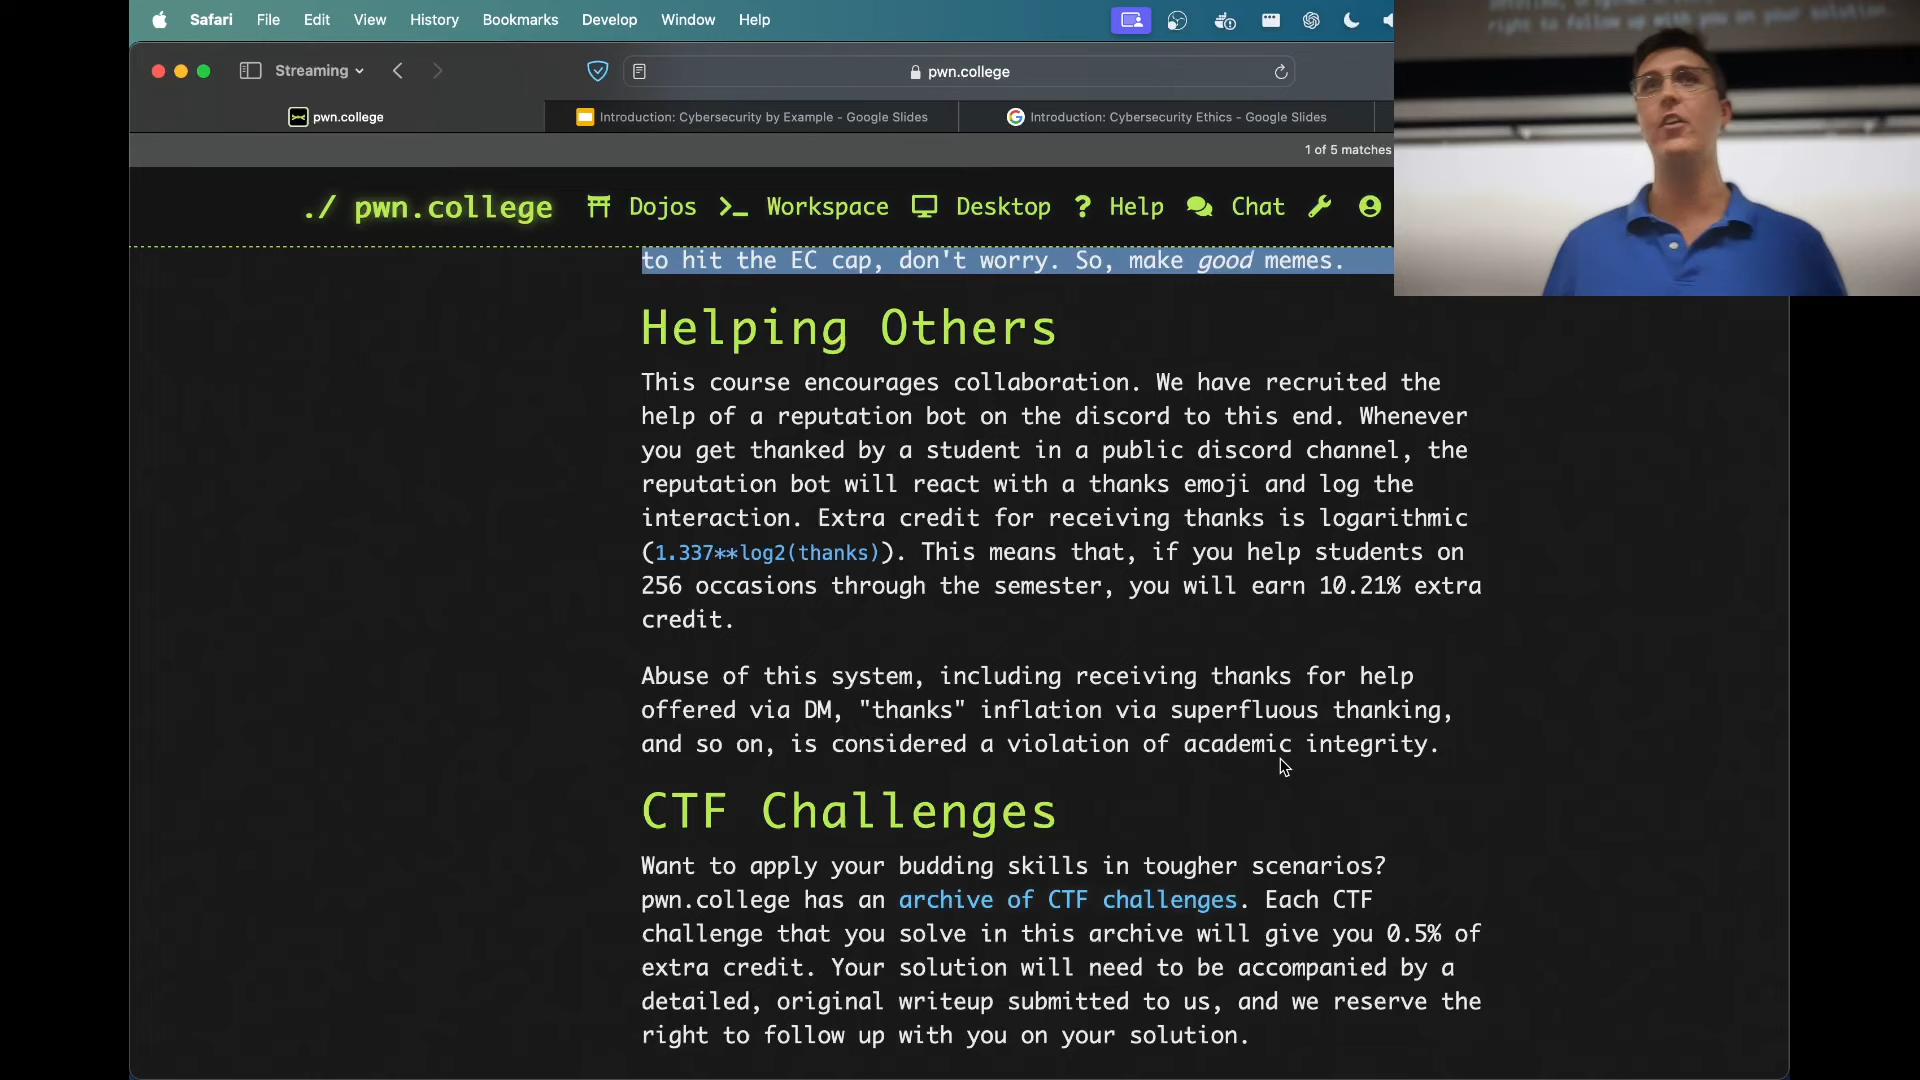 Safari File Edit View History Bookmarks Develop Window Help
Streaming
pwn.college
pwn.college
Introduction: Cybersecurity by Example - Google Slides
Introduction: Cybersecurity Ethics - Google Slides
1 of 5 matches
./ pwn.college Dojos >_ Workspace Desktop ? Help Chat
to hit the EC cap, don't worry. So, make good memes.
Helping Others
This course encourages collaboration. We have recruited the
help of a reputation bot on the discord to this end. Whenever
you get thanked by a student in a public discord channel, the
reputation bot will react with a thanks emoji and log the
interaction. Extra credit for receiving thanks is logarithmic
(1.337**log2(thanks)). This means that, if you help students on
256 occasions through the semester, you will earn 10.21% extra
credit.
Abuse of this system, including receiving thanks for help
offered via DM, "thanks" inflation via superfluous thanking,
and so on, is considered a violation of academic integrity.
CTF Challenges
Want to apply your budding skills in tougher scenarios?
pwn.college has an archive of CTF challenges. Each CTF
challenge that you solve in this archive will give you 0.5% of
extra credit. Your solution will need to be accompanied by a
detailed, original writeup submitted to us, and we reserve the
right to follow up with you on your solution.
right to follow up with you on your solution.